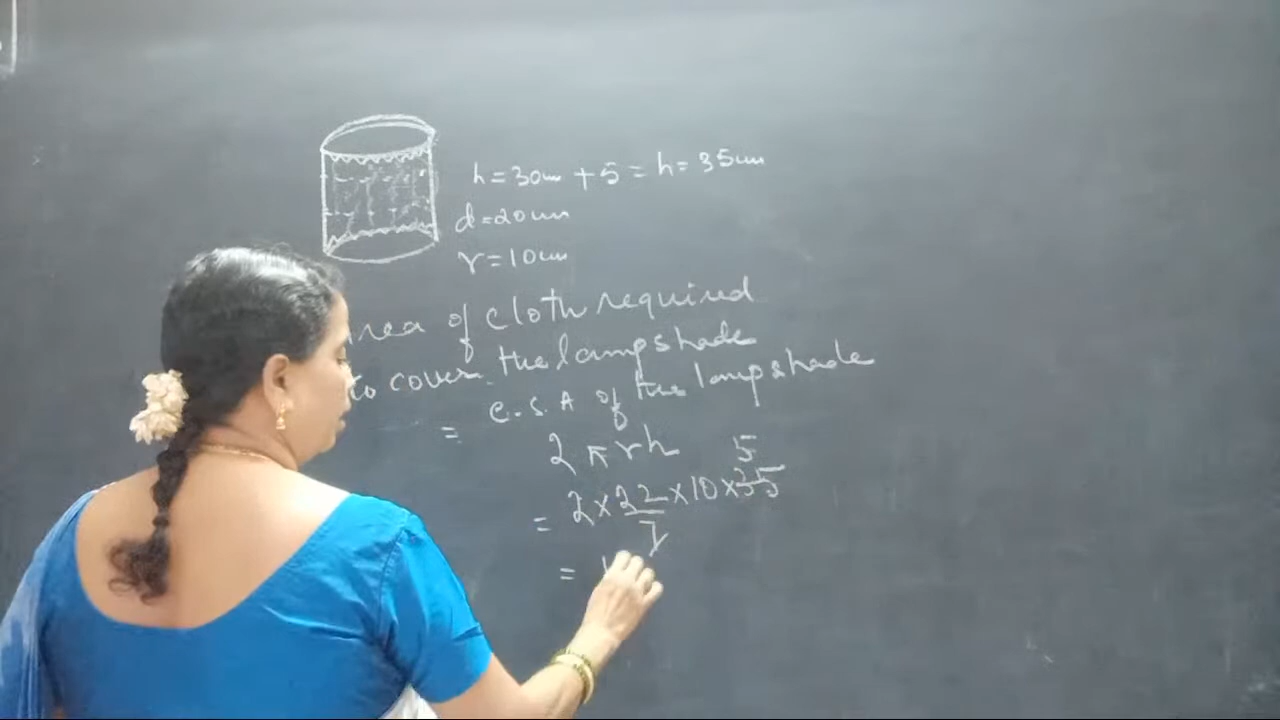 h = 30cm + 5 = h = 35cm
d = 20cm
r = 10cm
rea of cloth required
to cover the lampshade
= C.S.A of the lampshade
2πrh
5
= 2 × 22/7 × 10 × 35
=